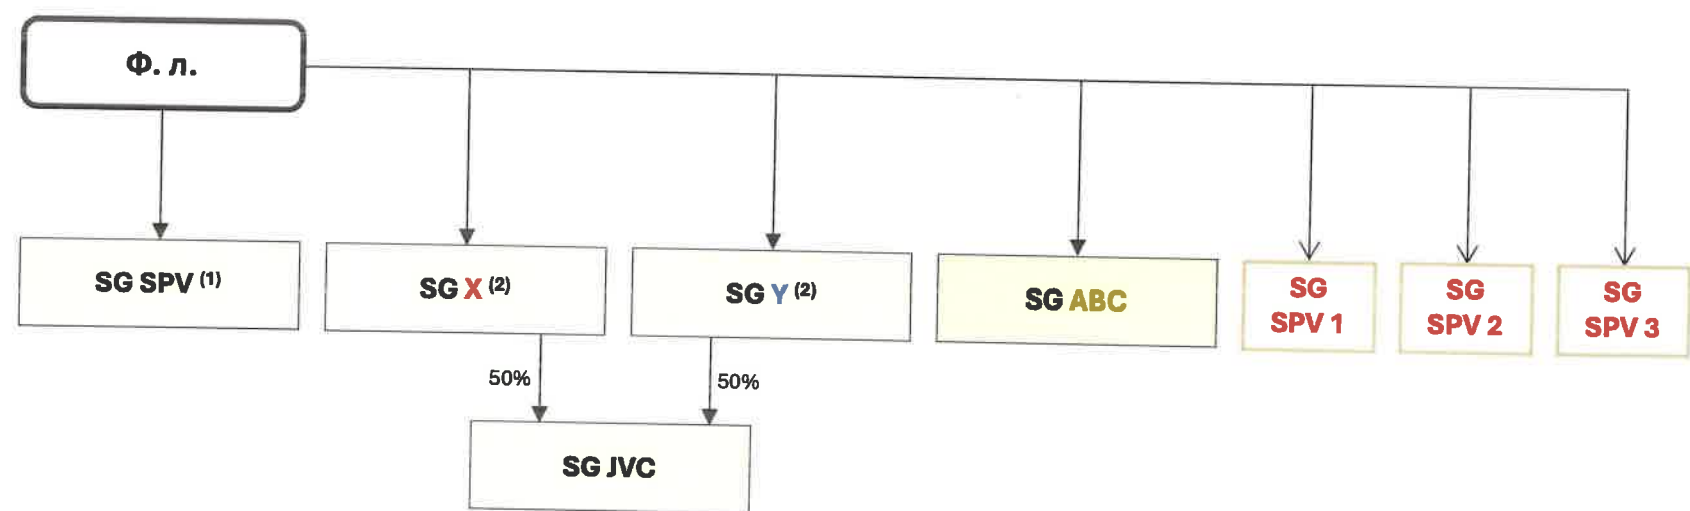 Ф. л.
SG SPV (1)
SG X (2)
SG Y (2)
SG ABC
SG
SPV 1
SG
SPV 2
SG
SPV 3
50%
50%
SG JVC